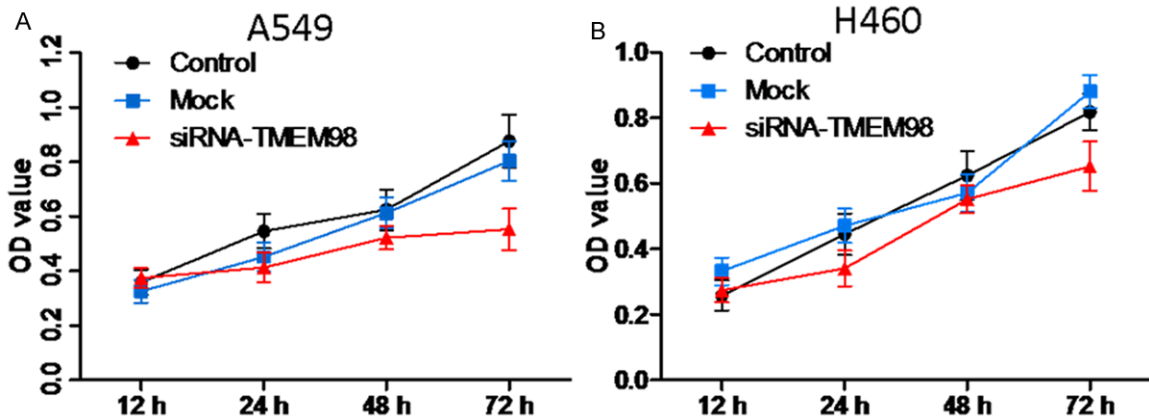 A
A549
OD value
1.2
1.0
0.8
0.6
0.4
0.2
0.0
Control
Mock
siRNA-TMEM98
12 h
24 h
48 h
72 h
B
H460
OD value
1.0
0.8
0.6
0.4
0.2
0.0
Control
Mock
siRNA-TMEM98
12 h
24 h
48 h
72 h